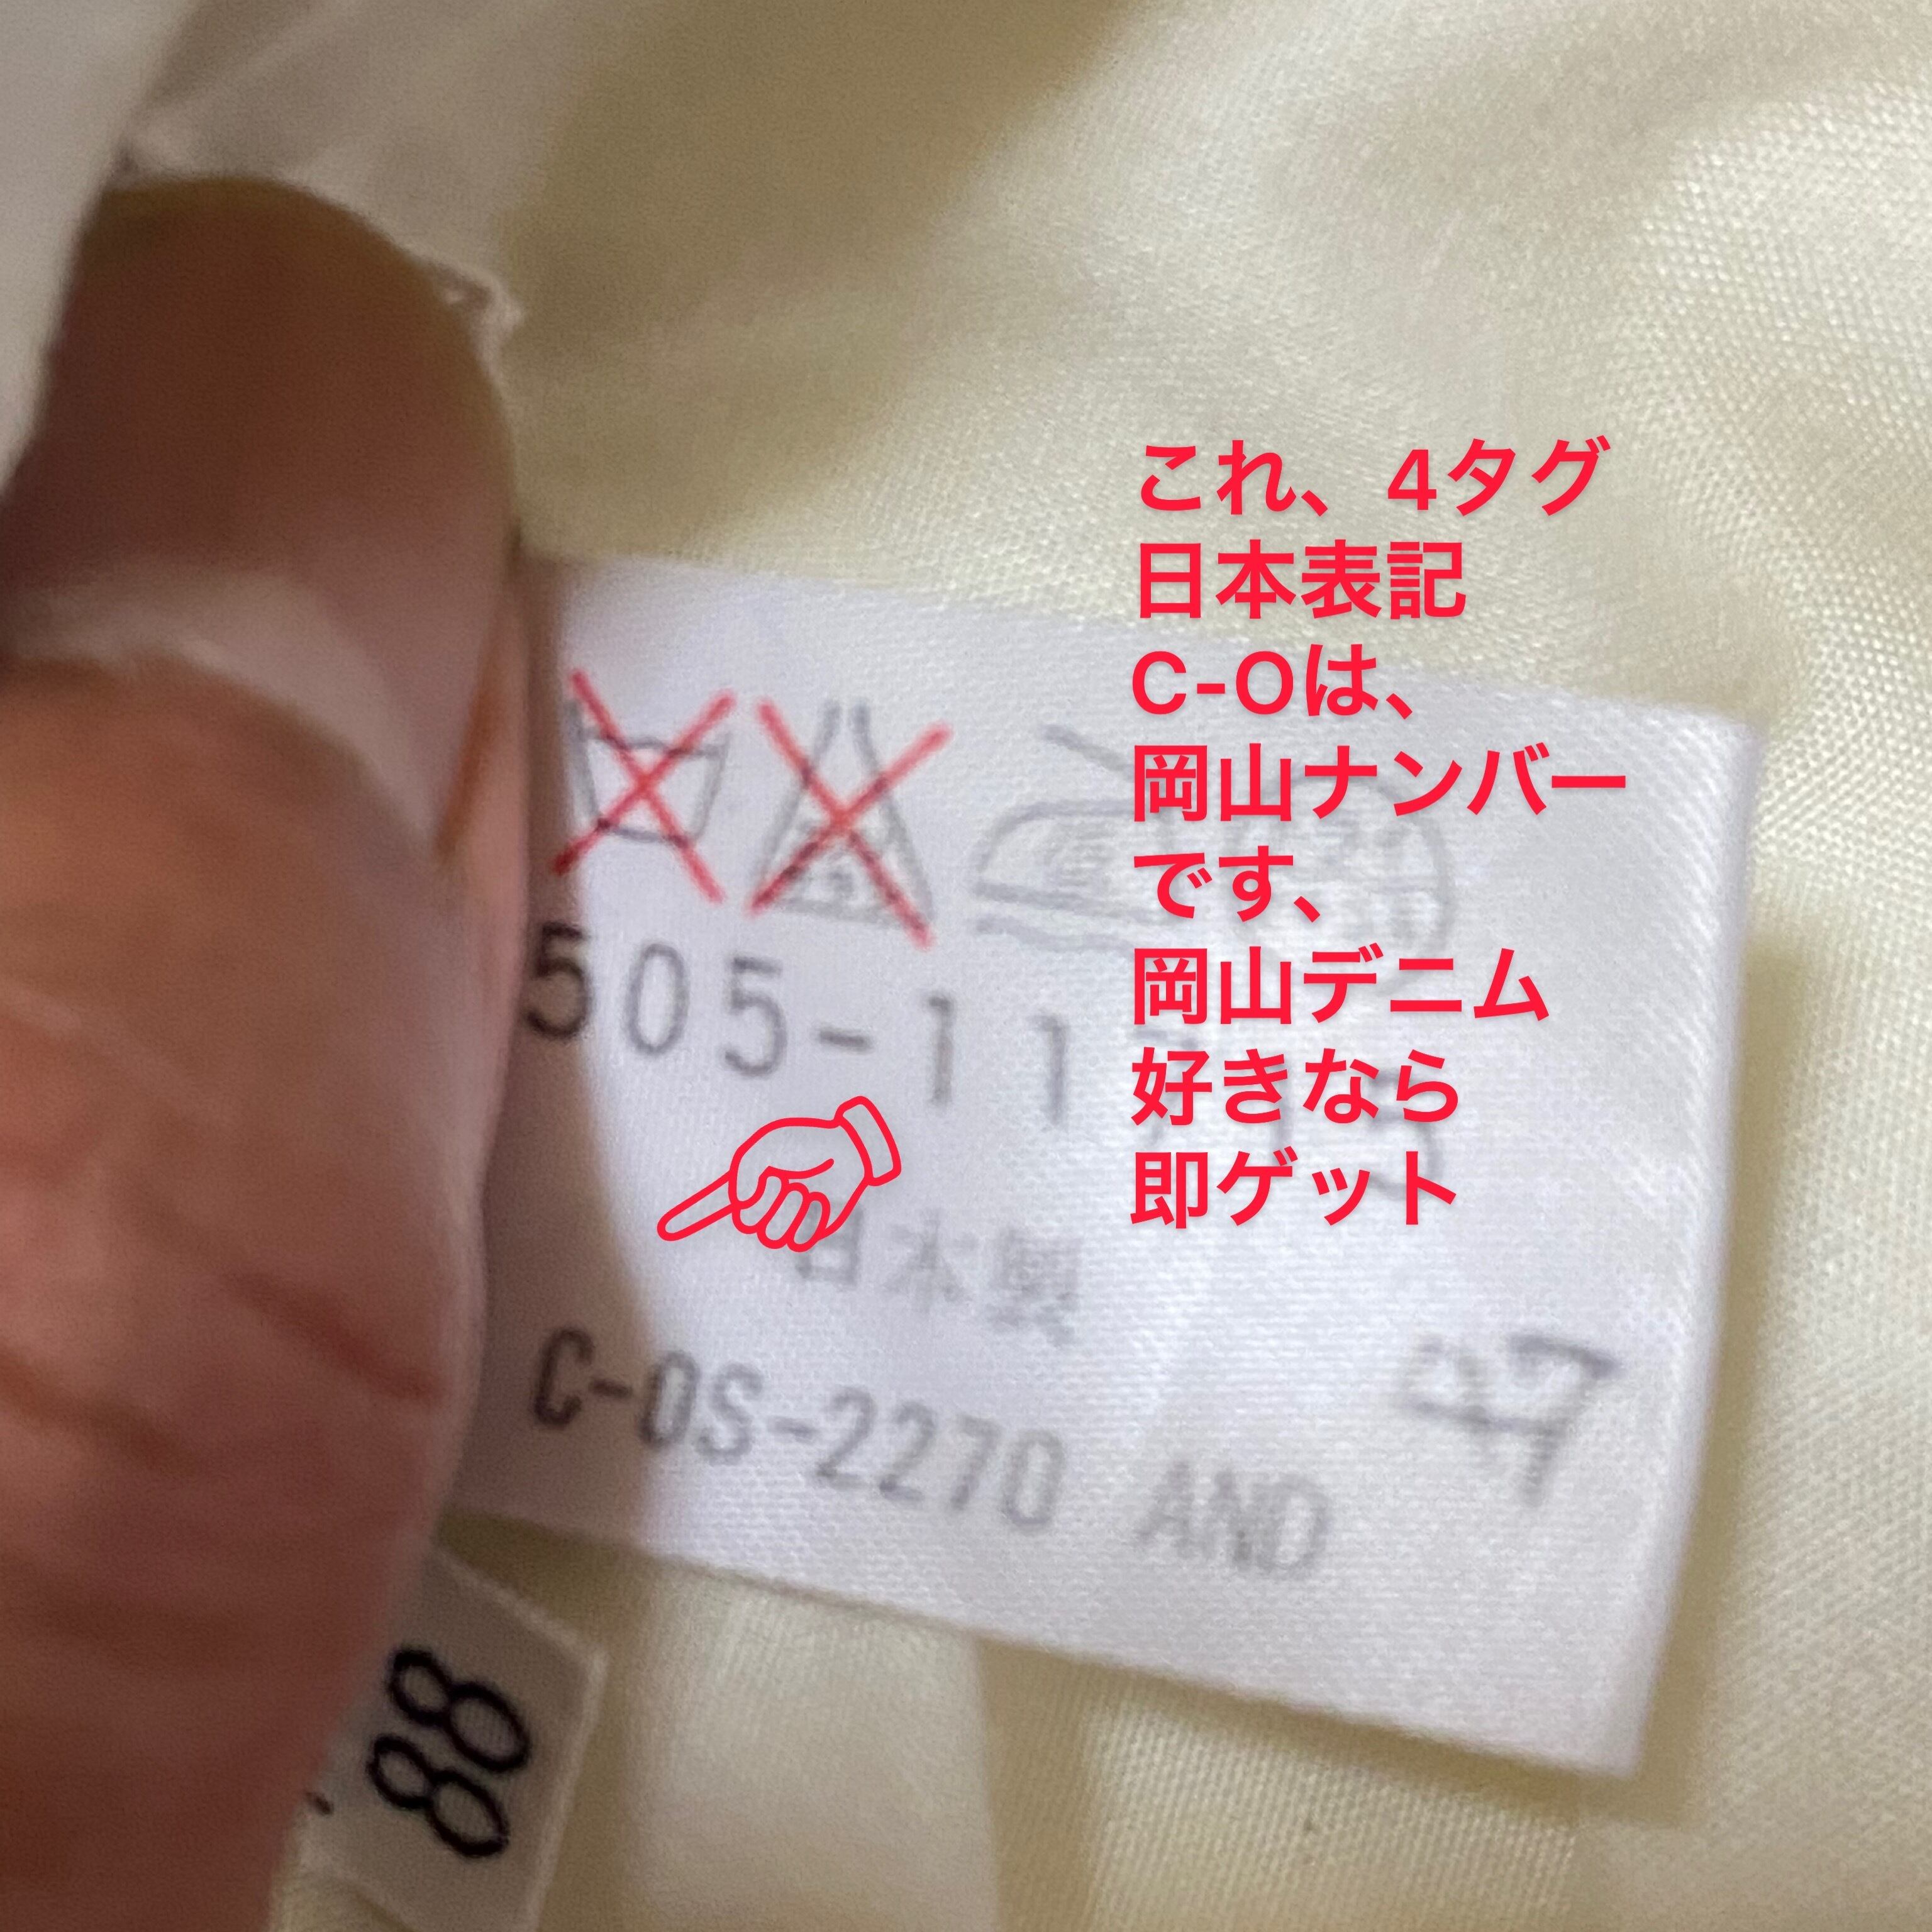 これ、4タグ
日本表記
C-Oは、
岡山ナンバー
です、
岡山デニム
好きなら
即ゲット
505-11
日本製
C-OS-2270 AND
88